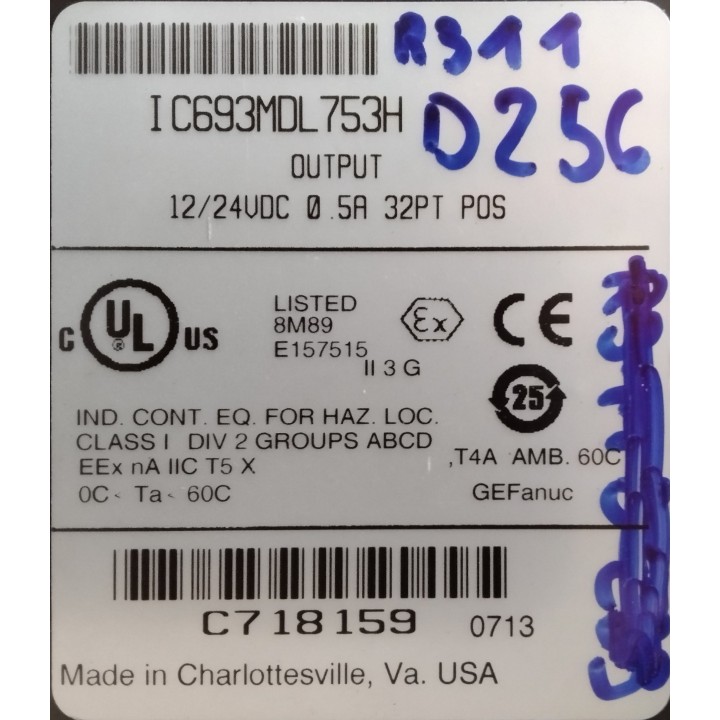 R311
IC693MDL753H D256
OUTPUT
12/24VDC 0.5A 32PT POS
C UL US ® LISTED
8M89
E157515
Ex CE
II 3 G
25
IND. CONT. EQ. FOR HAZ. LOC.
CLASS I DIV 2 GROUPS ABCD
EEx nA IIC T5 X ,T4A AMB. 60C
0C< Ta< 60C GEFanuc
C718159 0713
Made in Charlottesville, Va. USA